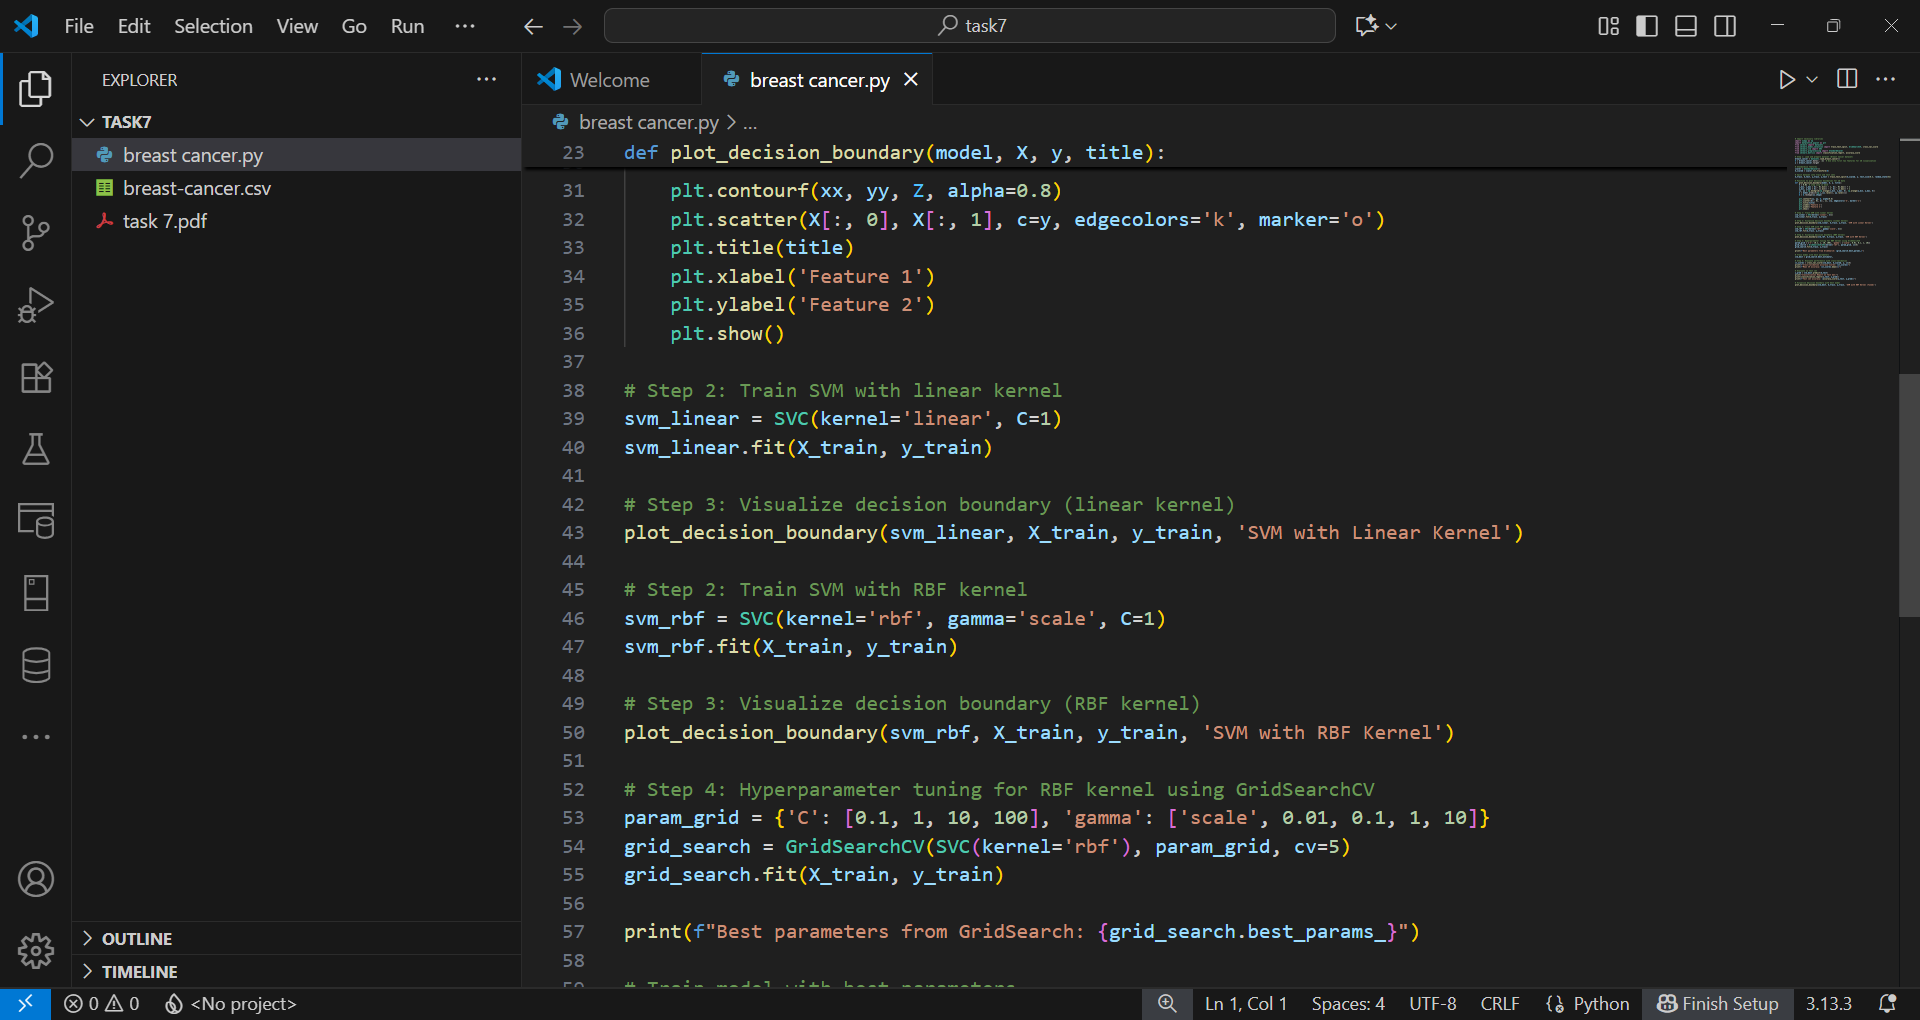 File Edit Selection View Go Run ··· task7
EXPLORER ···
TASK7
breast cancer.py
breast-cancer.csv
task 7.pdf
OUTLINE
TIMELINE
Welcome breast cancer.py
breast cancer.py > ...
23 def plot_decision_boundary(model, X, y, title):
31 plt.contourf(xx, yy, Z, alpha=0.8)
32 plt.scatter(X[:, 0], X[:, 1], c=y, edgecolors='k', marker='o')
33 plt.title(title)
34 plt.xlabel('Feature 1')
35 plt.ylabel('Feature 2')
36 plt.show()
37
38 # Step 2: Train SVM with linear kernel
39 svm_linear = SVC(kernel='linear', C=1)
40 svm_linear.fit(X_train, y_train)
41
42 # Step 3: Visualize decision boundary (linear kernel)
43 plot_decision_boundary(svm_linear, X_train, y_train, 'SVM with Linear Kernel')
44
45 # Step 2: Train SVM with RBF kernel
46 svm_rbf = SVC(kernel='rbf', gamma='scale', C=1)
47 svm_rbf.fit(X_train, y_train)
48
49 # Step 3: Visualize decision boundary (RBF kernel)
50 plot_decision_boundary(svm_rbf, X_train, y_train, 'SVM with RBF Kernel')
51
52 # Step 4: Hyperparameter tuning for RBF kernel using GridSearchCV
53 param_grid = {'C': [0.1, 1, 10, 100], 'gamma': ['scale', 0.01, 0.1, 1, 10]}
54 grid_search = GridSearchCV(SVC(kernel='rbf'), param_grid, cv=5)
55 grid_search.fit(X_train, y_train)
56
57 print(f"Best parameters from GridSearch: {grid_search.best_params_}")
58
59 # Train model with best parameters
0 0 <No project> Ln 1, Col 1 Spaces: 4 UTF-8 CRLF Python Finish Setup 3.13.3